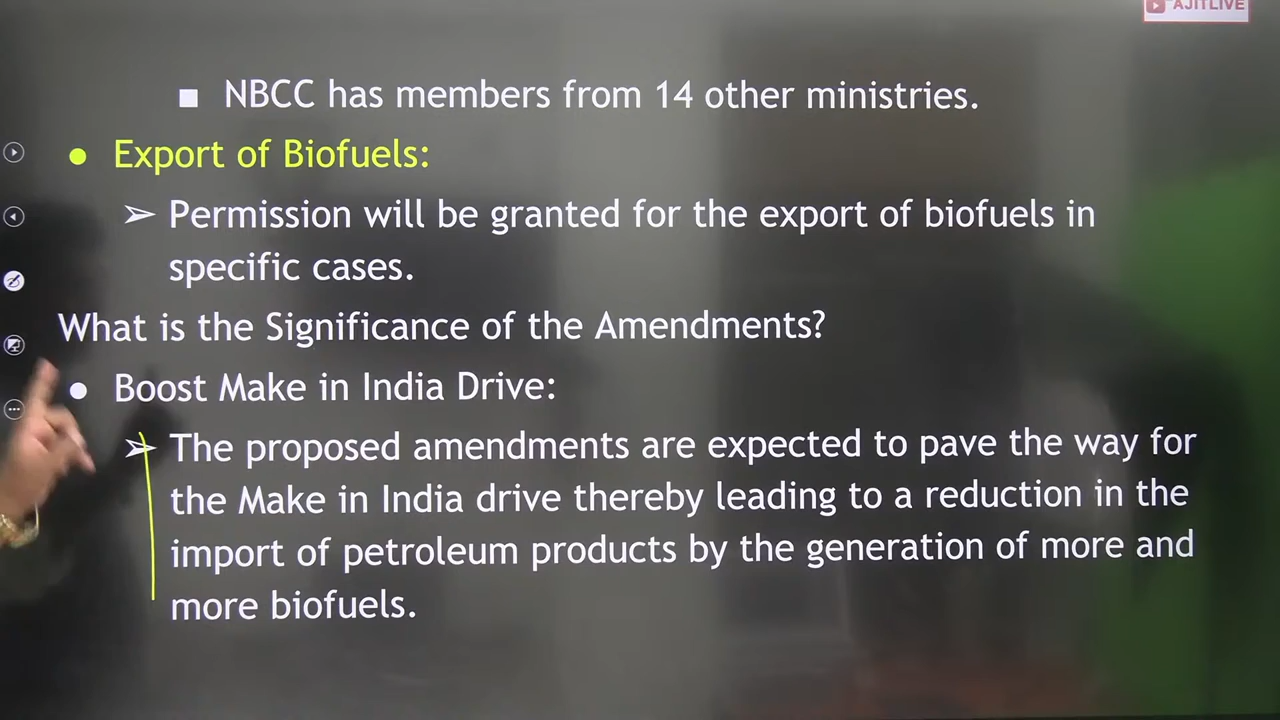 AJITLIVE
■ NBCC has members from 14 other ministries.
● Export of Biofuels:
➢ Permission will be granted for the export of biofuels in
specific cases.
What is the Significance of the Amendments?
● Boost Make in India Drive:
➢ The proposed amendments are expected to pave the way for
the Make in India drive thereby leading to a reduction in the
import of petroleum products by the generation of more and
more biofuels.